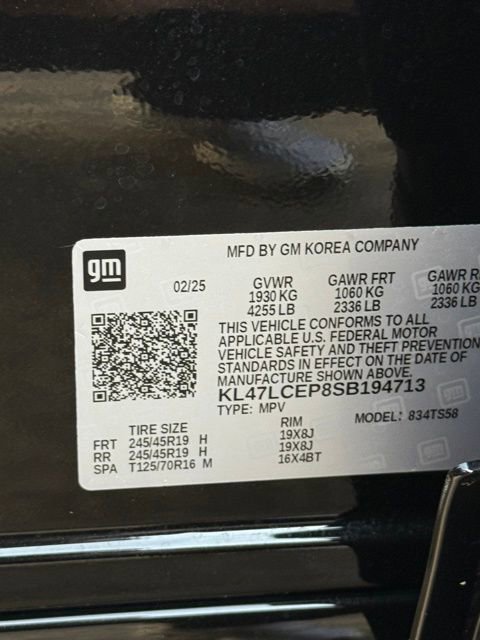 gm
MFD BY GM KOREA COMPANY
02/25 GVWR GAWR FRT GAWR
1930 KG 1060 KG 1060 KG
4255 LB 2336 LB 2336 LB
THIS VEHICLE CONFORMS TO ALL
APPLICABLE U.S. FEDERAL MOTOR
VEHICLE SAFETY AND THEFT PREVENTION
STANDARDS IN EFFECT ON THE DATE OF
MANUFACTURE SHOWN ABOVE.
KL47LCEP8SB194713
TYPE: MPV MODEL: 834TS58
TIRE SIZE RIM
FRT 245/45R19 H 19X8J
RR 245/45R19 H 19X8J
SPA T125/70R16 M 16X4BT